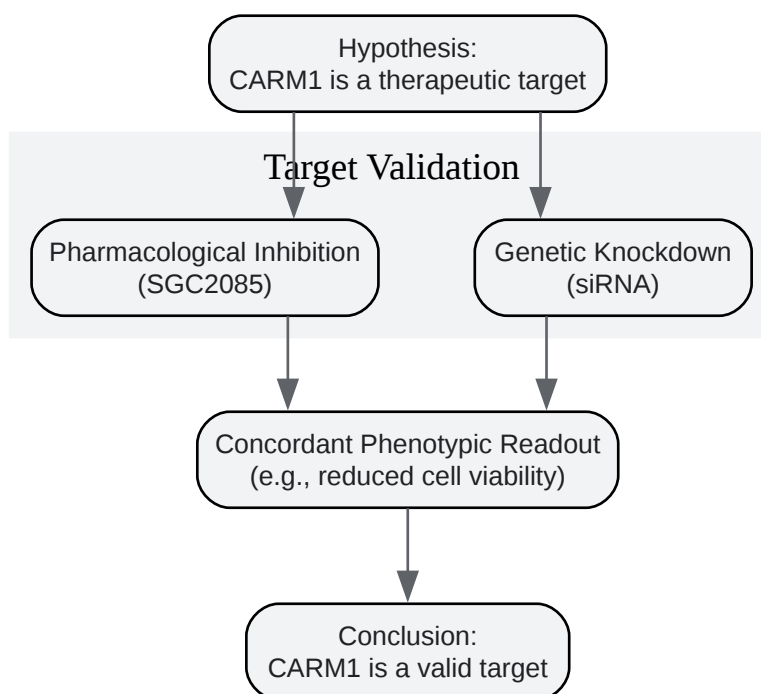 Hypothesis:
CARM1 is a therapeutic target
Target Validation
Pharmacological Inhibition
(SGC2085)
Genetic Knockdown
(siRNA)
Concordant Phenotypic Readout
(e.g., reduced cell viability)
Conclusion:
CARM1 is a valid target